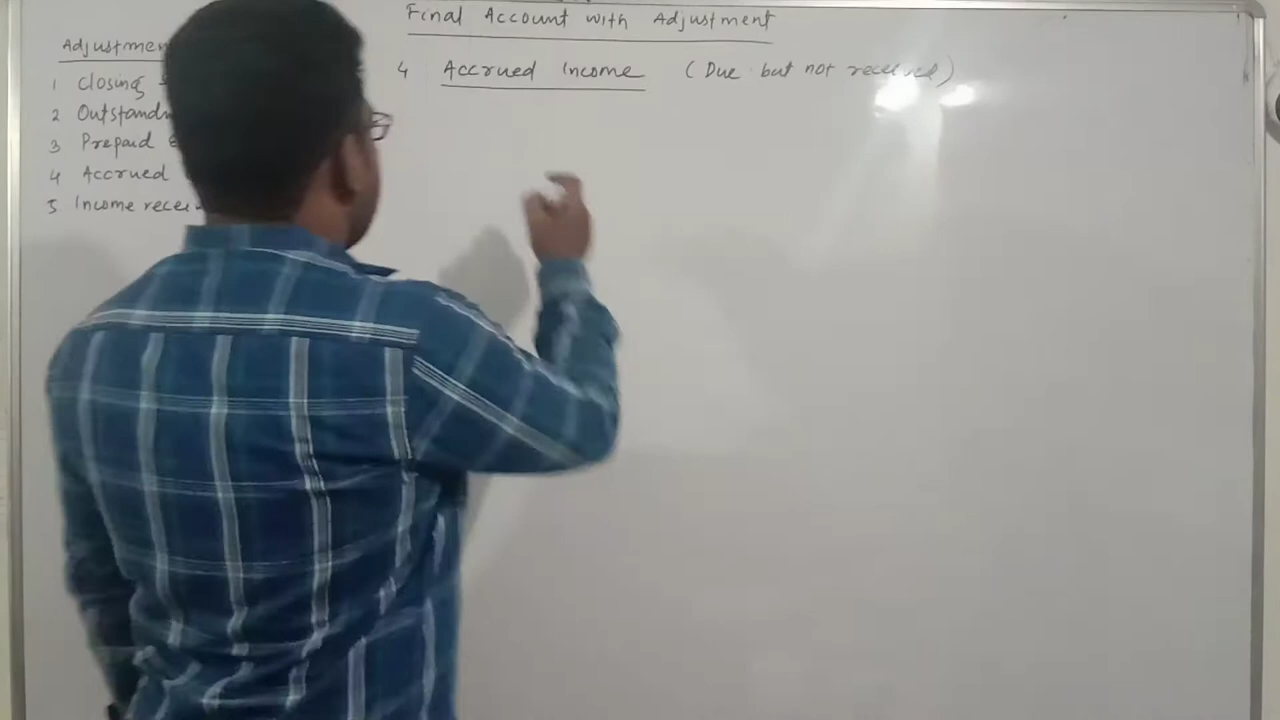 Final Account with Adjustment
Adjustmen
1 Closing
2 Outstandin
3 Prepaid
4 Accrued
5 Income recei
4 Accrued Income (Due but not received)